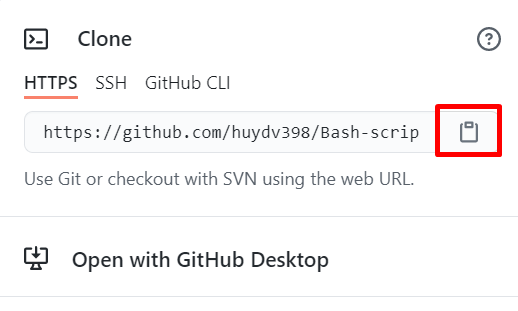 Clone
HTTPS SSH GitHub CLI
https://github.com/huydv398/Bash-scrip
Use Git or checkout with SVN using the web URL.
Open with GitHub Desktop